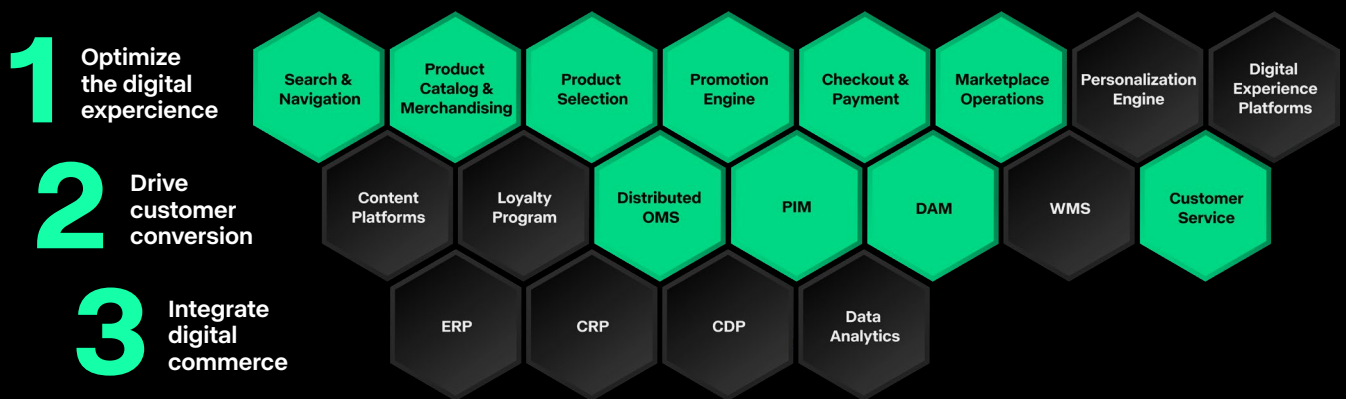 1
Optimize
the digital
expercience
Search &
Navigation
Product
Catalog &
Merchandising
Product
Selection
Promotion
Engine
Checkout &
Payment
Marketplace
Operations
Personalization
Engine
Digital
Experience
Platforms
2
Drive
customer
conversion
Content
Platforms
Loyalty
Program
Distributed
OMS
PIM
DAM
WMS
Customer
Service
3
Integrate
digital
commerce
ERP
CRP
CDP
Data
Analytics